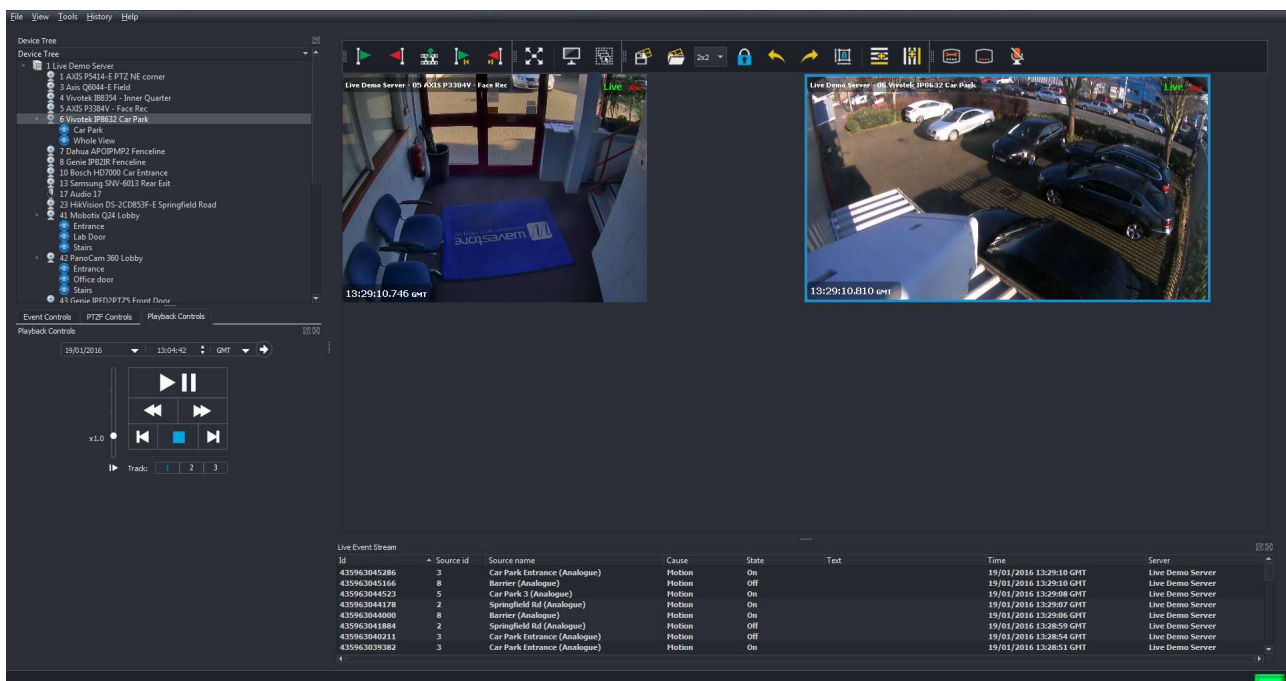 File View Tools History Help
Device Tree
Device Tree
1 Live Demo Server
1 AXIS P5414-E PTZ NE corner
3 Axis Q6044-E Field
4 Vivotek IB8354 - Inner Quarter
5 AXIS P3384V - Face Rec
6 Vivotek IP8632 Car Park
Car Park
Whole View
7 Dahua APOIPMP2 Fenceline
8 Genie IPB2IR Fenceline
10 Bosch HD7000 Car Entrance
13 Samsung SNV-6013 Rear Exit
17 Audio 17
23 HikVision DS-2CD853F-E Springfield Road
41 Mobotix Q24 Lobby
Entrance
Lab Door
Stairs
42 PanoCam 360 Lobby
Entrance
Office door
Stairs
43 Genie IPFD2PTZ5 Front Door
Event Controls PTZF Controls Playback Controls
Playback Controls
19/01/2016 13:04:42 GMT
x1.0
Track: 1 2 3
2x2
Live Demo Server - 05 AXIS P3384V - Face Rec Live Rec
wavestore
13:29:10.746 GMT
Live Demo Server - 06 Vivotek IP8632 Car Park Live Rec
13:29:10.810 GMT
Live Event Stream
Id Source id Source name Cause State Text Time Server
435963045286 3 Car Park Entrance (Analogue) Motion On 19/01/2016 13:29:10 GMT Live Demo Server
435963045166 8 Barrier (Analogue) Motion Off 19/01/2016 13:29:10 GMT Live Demo Server
435963044523 5 Car Park 3 (Analogue) Motion On 19/01/2016 13:29:08 GMT Live Demo Server
435963044178 2 Springfield Rd (Analogue) Motion On 19/01/2016 13:29:07 GMT Live Demo Server
435963044000 8 Barrier (Analogue) Motion On 19/01/2016 13:29:06 GMT Live Demo Server
435963041884 2 Springfield Rd (Analogue) Motion Off 19/01/2016 13:28:59 GMT Live Demo Server
435963040211 3 Car Park Entrance (Analogue) Motion Off 19/01/2016 13:28:54 GMT Live Demo Server
435963039382 3 Car Park Entrance (Analogue) Motion On 19/01/2016 13:28:51 GMT Live Demo Server